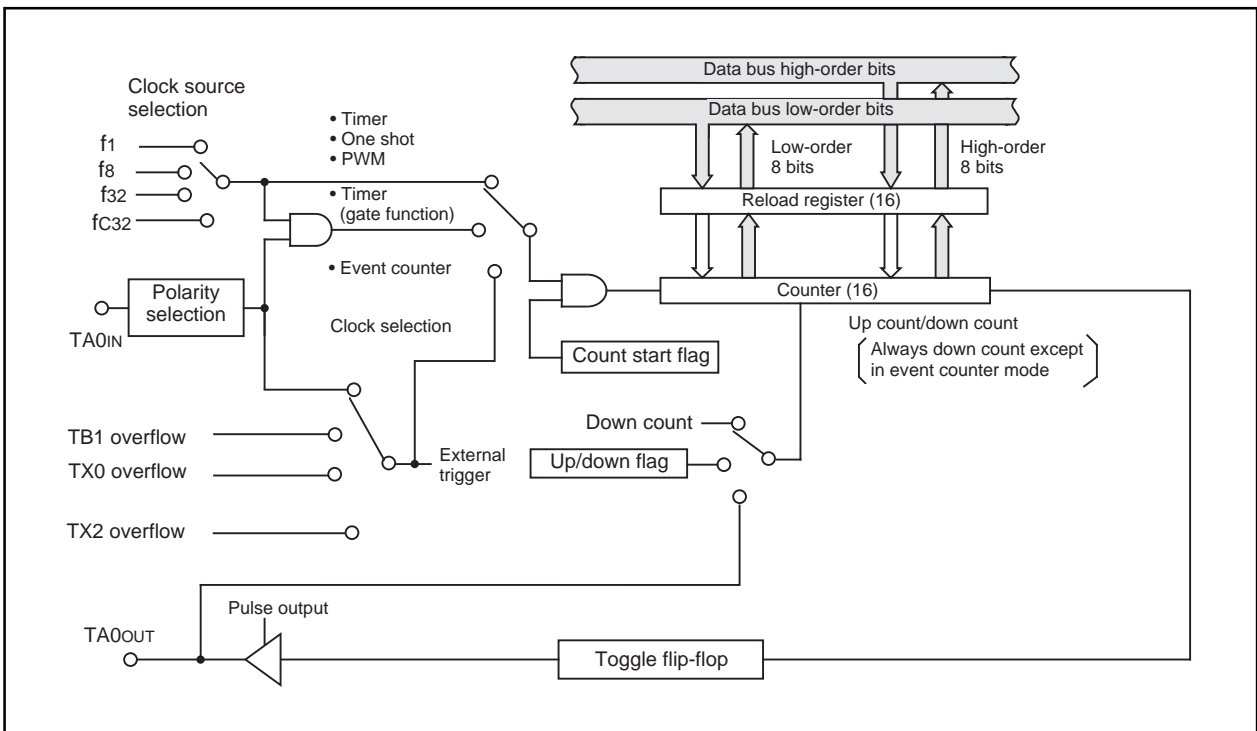 Data bus high-order bits
Data bus low-order bits
Clock source
selection
f1
f8
f32
fC32
• Timer
• One shot
• PWM
• Timer
(gate function)
• Event counter
Low-order
8 bits
High-order
8 bits
Reload register (16)
Counter (16)
Polarity
selection
TA0IN
Clock selection
Count start flag
Up count/down count
Always down count except
in event counter mode
TB1 overflow
TX0 overflow
TX2 overflow
External
trigger
Down count
Up/down flag
Pulse output
TA0OUT
Toggle flip-flop